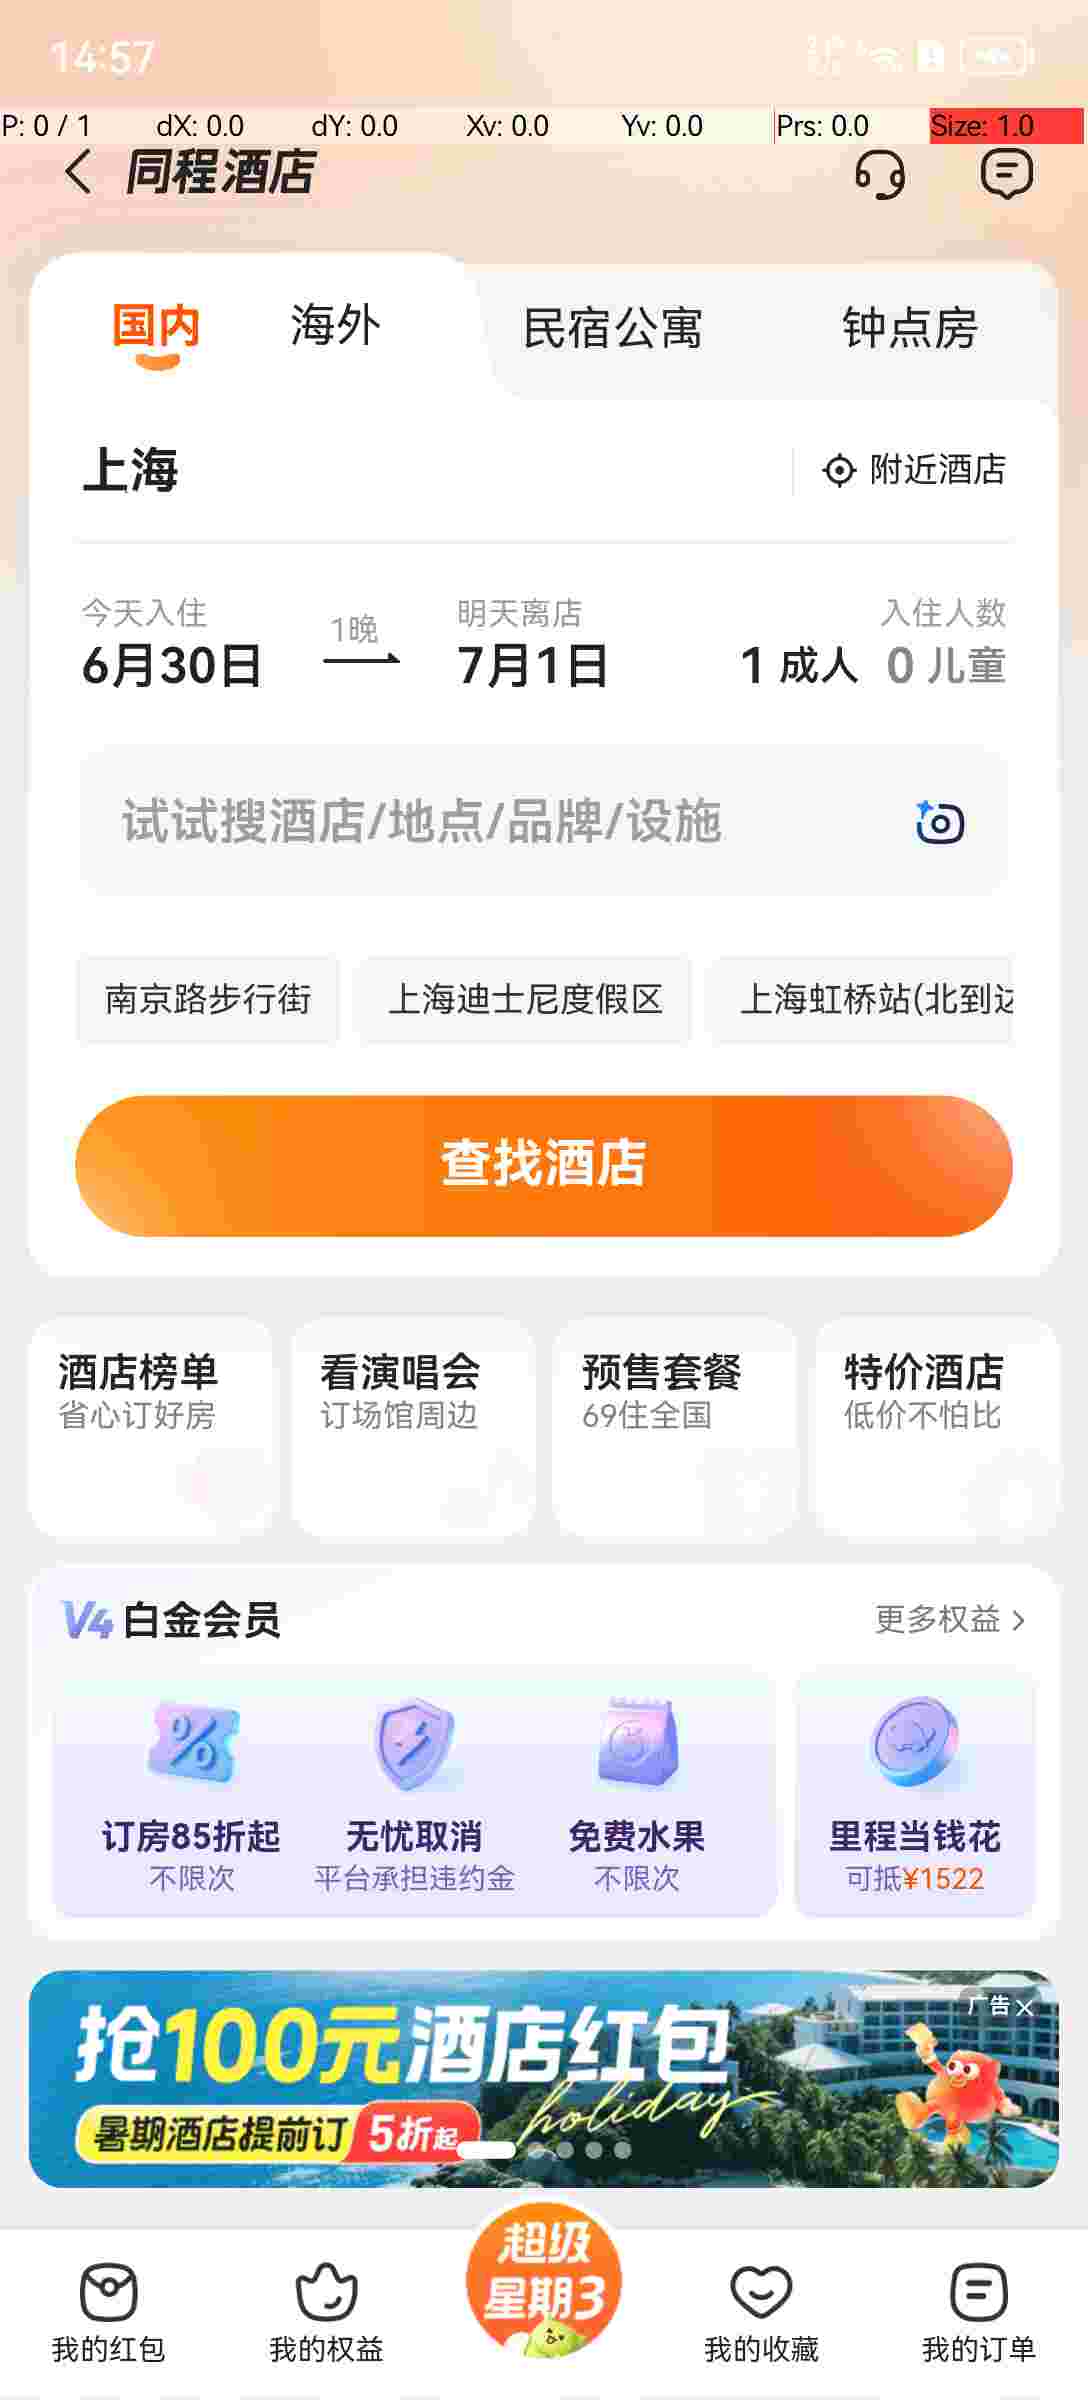 14:57
P: 0 / 1 dX: 0.0 dY: 0.0 Xv: 0.0 Yv: 0.0 Prs: 0.0 Size: 1.0
同程酒店
国内 海外 民宿公寓 钟点房
上海 附近酒店
今天入住 1晚 明天离店 入住人数
6月30日 7月1日 1 成人 0 儿童
试试搜酒店/地点/品牌/设施
南京路步行街 上海迪士尼度假区 上海虹桥站(北到达
查找酒店
酒店榜单 看演唱会 预售套餐 特价酒店
省心订好房 订场馆周边 69住全国 低价不怕比
V4 白金会员 更多权益
订房85折起 无忧取消 免费水果 里程当钱花
不限次 平台承担违约金 不限次 可抵¥1522
广告
抢100元酒店红包
holiday
暑期酒店提前订 5折起
超级
星期3
我的红包 我的权益 我的收藏 我的订单